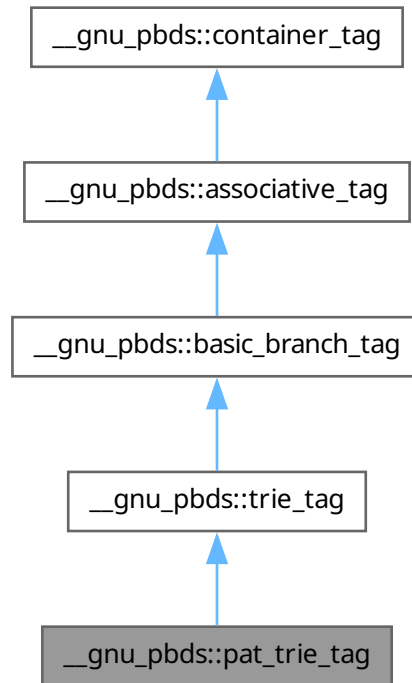 __gnu_pbds::container_tag
__gnu_pbds::associative_tag
__gnu_pbds::basic_branch_tag
__gnu_pbds::trie_tag
__gnu_pbds::pat_trie_tag